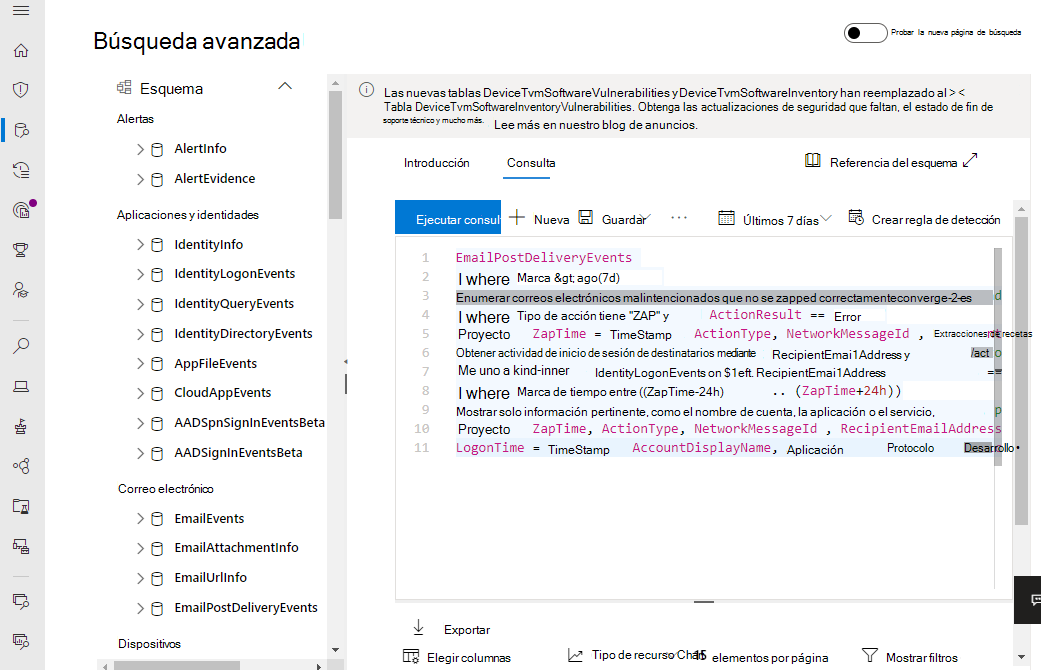 Búsqueda avanzada
Probar la nueva página de búsqueda
Esquema
Alertas
AlertInfo
AlertEvidence
Aplicaciones y identidades
IdentityInfo
IdentityLogonEvents
IdentityQueryEvents
IdentityDirectoryEvents
AppFileEvents
CloudAppEvents
AADSpnSignInEventsBeta
AADSignInEventsBeta
Correo electrónico
EmailEvents
EmailAttachmentInfo
EmailUrlInfo
EmailPostDeliveryEvents
Dispositivos
Las nuevas tablas DeviceTvmSoftwareVulnerabilities y DeviceTvmSoftwareInventory han reemplazado al > <
Tabla DeviceTvmSoftwareInventoryVulnerabilities. Obtenga las actualizaciones de seguridad que faltan, el estado de fin de
soporte técnico y mucho más. Lee más en nuestro blog de anuncios.
Introducción Consulta Referencia del esquema
Ejecutar consul Nueva Guardar ... Últimos 7 días Crear regla de detección
1 EmailPostDeliveryEvents
2 I where Marca &gt; ago(7d)
3 Enumerar correos electrónicos malintencionados que no se zapped correctamenteconverge-2-es d
4 I where Tipo de acción tiene "ZAP" y ActionResult == Error
5 Proyecto ZapTime = TimeStamp ActionType, NetworkMessageId , Extracciones de recetas
6 Obtener actividad de inicio de sesión de destinatarios mediante RecipientEmai1Address y /act o
7 Me uno a kind-inner IdentityLogonEvents on $1eft. RecipientEmai1Address ==
8 I where Marca de tiempo entre ((ZapTime-24h) .. (ZapTime+24h))
9 Mostrar solo información pertinente, como el nombre de cuenta, la aplicación o el servicio, p
10 Proyecto ZapTime, ActionType, NetworkMessageId , RecipientEmailAddress
11 LogonTime = TimeStamp AccountDisplayName, Aplicación Protocolo Desarrollo •
Exportar
Elegir columnas Tipo de recurso Chart 15 elementos por página Mostrar filtros